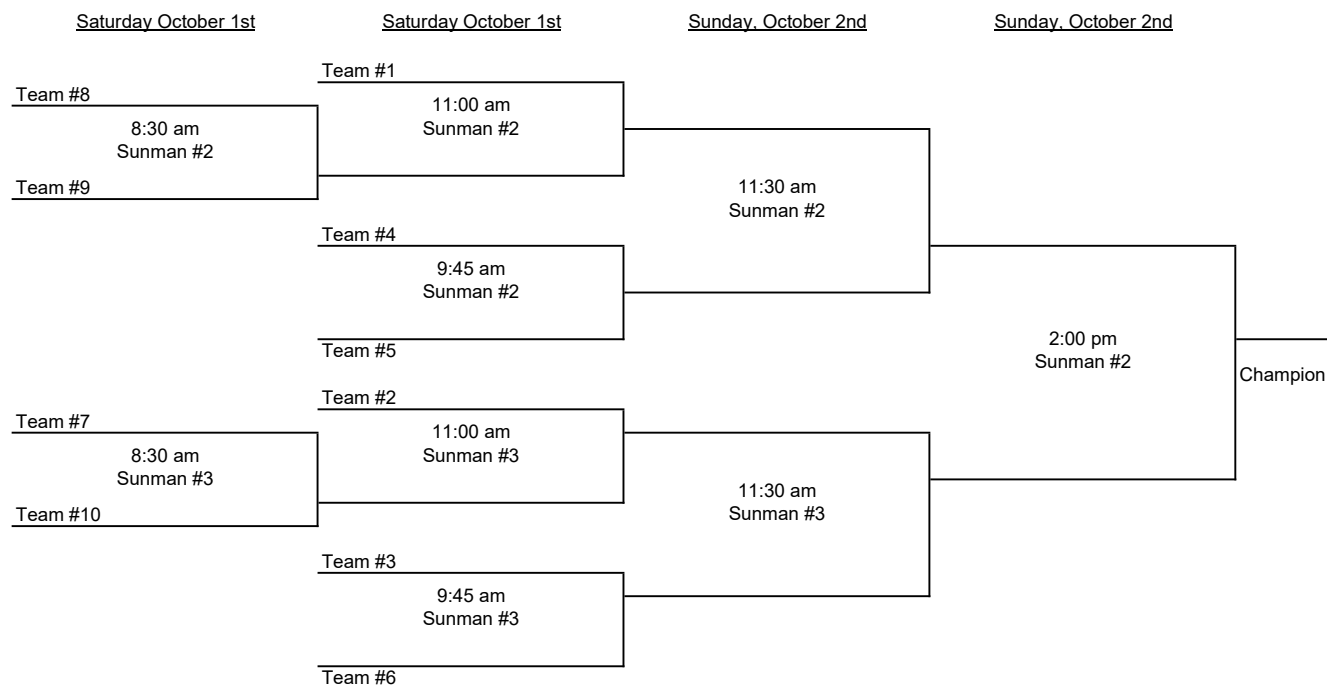 Saturday October 1st
Saturday October 1st
Sunday, October 2nd
Sunday, October 2nd
Team #1
Team #8
11:00 am
Sunman #2
8:30 am
Sunman #2
Team #9
11:30 am
Sunman #2
Team #4
9:45 am
Sunman #2
2:00 pm
Sunman #2
Team #5
Champion
Team #2
Team #7
11:00 am
Sunman #3
8:30 am
Sunman #3
11:30 am
Sunman #3
Team #10
Team #3
9:45 am
Sunman #3
Team #6